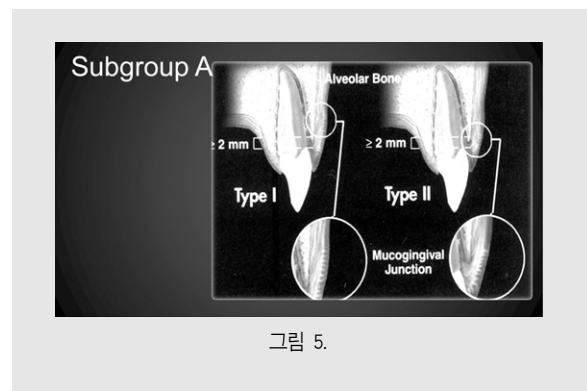 Subgroup A
Alveolar Bone
≥ 2 mm
≥ 2 mm
Type I
Type II
Mucogingival
Junction
그림 5.